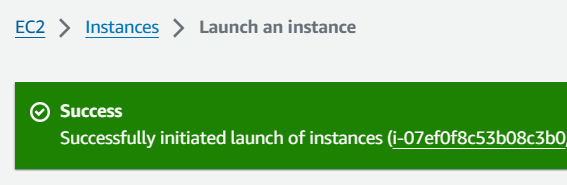 EC2 > Instances > Launch an instance
Success
Successfully initiated launch of instances (i-07ef0f8c53b08c3b0,